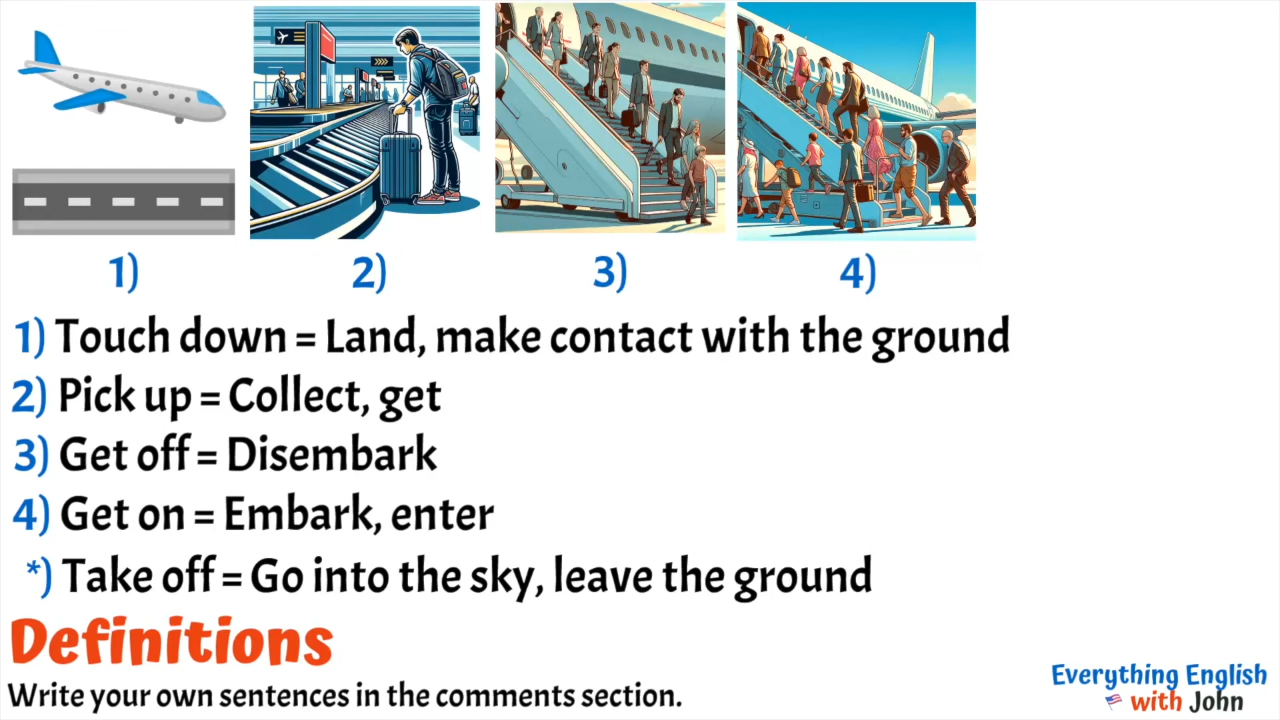 1)
2)
3)
4)
1) Touch down = Land, make contact with the ground
2) Pick up = Collect, get
3) Get off = Disembark
4) Get on = Embark, enter
*) Take off = Go into the sky, leave the ground
Definitions
Write your own sentences in the comments section.
Everything English
with John